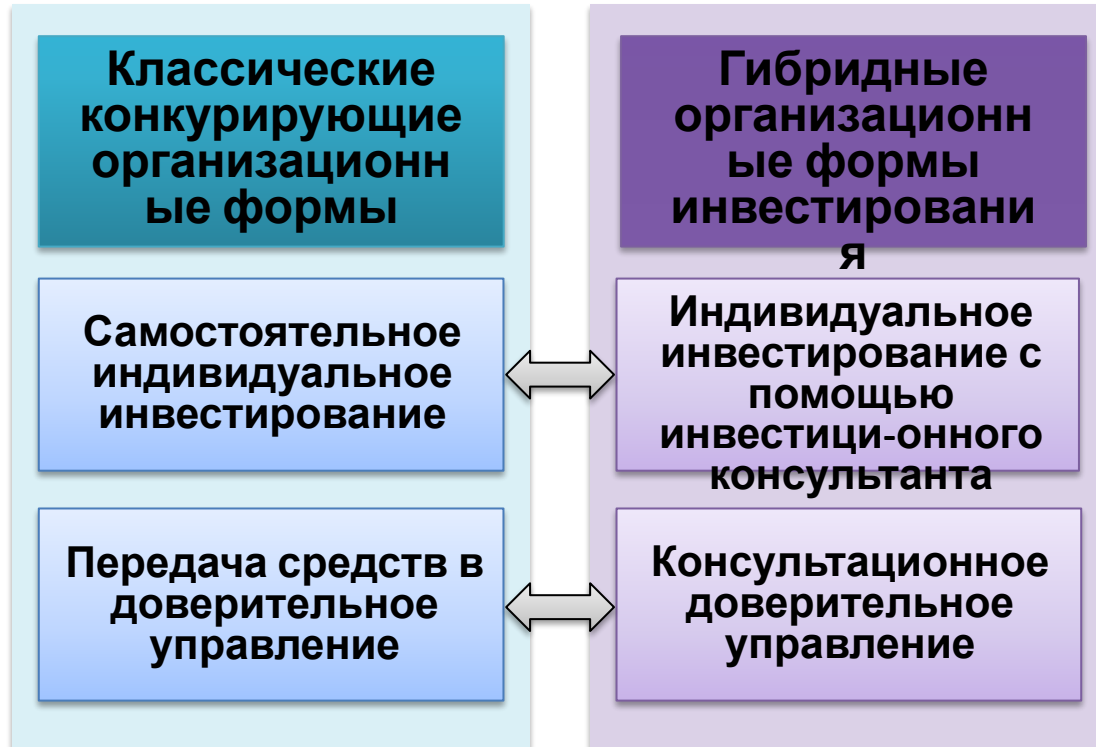 Классические
конкурирующие
организационн
ые формы
Гибридные
организационн
ые формы
инвестировани
я
Самостоятельное
индивидуальное
инвестирование
Индивидуальное
инвестирование с
помощью
инвестици-онного
консультанта
Передача средств в
доверительное
управление
Консультационное
доверительное
управление